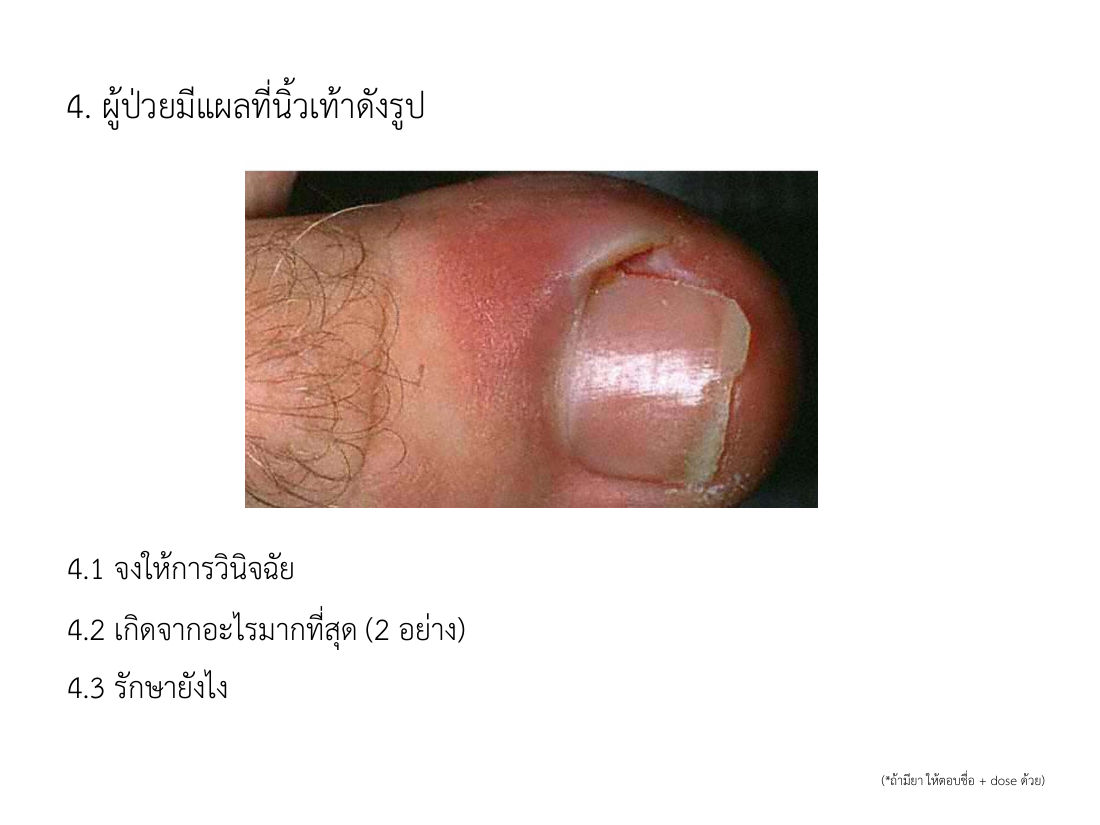 4. ผู้ป่วยมีแผลที่นิ้วเท้าดังรูป
4.1 จงให้การวินิจฉัย
4.2 เกิดจากอะไรมากที่สุด (2 อย่าง)
4.3 รักษายังไง
(*ถ้ามียา ให้ตอบชื่อ + dose ด้วย)